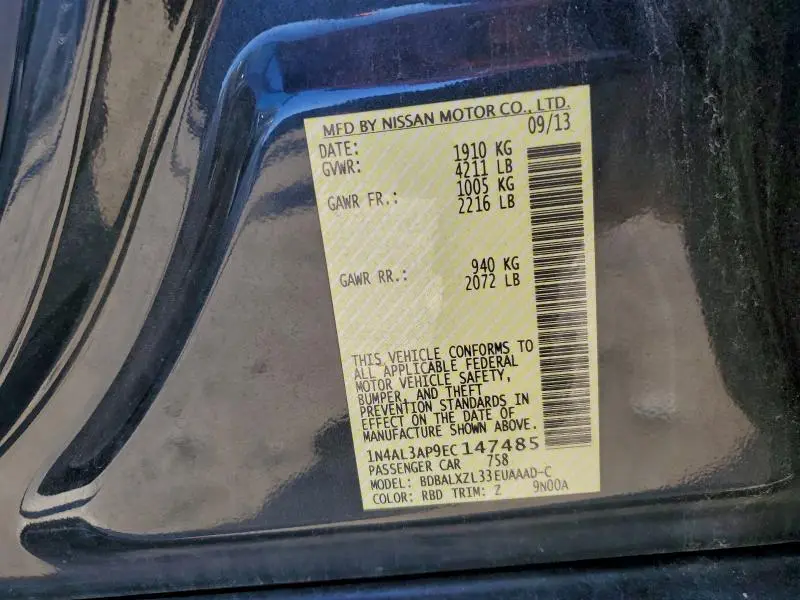 MFD BY NISSAN MOTOR CO., LTD.
DATE: 09/13
GVWR: 1910 KG
4211 LB
GAWR FR.: 1005 KG
2216 LB
GAWR RR.: 940 KG
2072 LB
THIS VEHICLE CONFORMS TO
ALL APPLICABLE FEDERAL
MOTOR VEHICLE SAFETY,
BUMPER, AND THEFT
PREVENTION STANDARDS IN
EFFECT ON THE DATE OF
MANUFACTURE SHOWN ABOVE.
1N4AL3AP9EC147485
PASSENGER CAR 758
MODEL: BDBALXZL33EUAAAD-C
COLOR: RBD TRIM: Z 9N00A